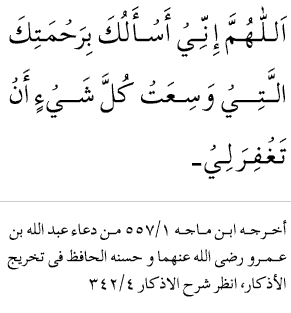 اَللّٰهُمَّ إِنِّيْ أَسْأَلُكَ بِرَحْمَتِكَ
الَّتِيْ وَسِعَتْ كُلَّ شَيْءٍ أَنْ
تَغْفِرَ لِيْ۔
أخرجه ابن ماجه ٥٥٧/١ من دعاء عبد الله بن
عمرو رضى الله عنهما و حسنه الحافظ فى تخريج
الأذكار، انظر شرح الاذكار ٣٤٢/٤